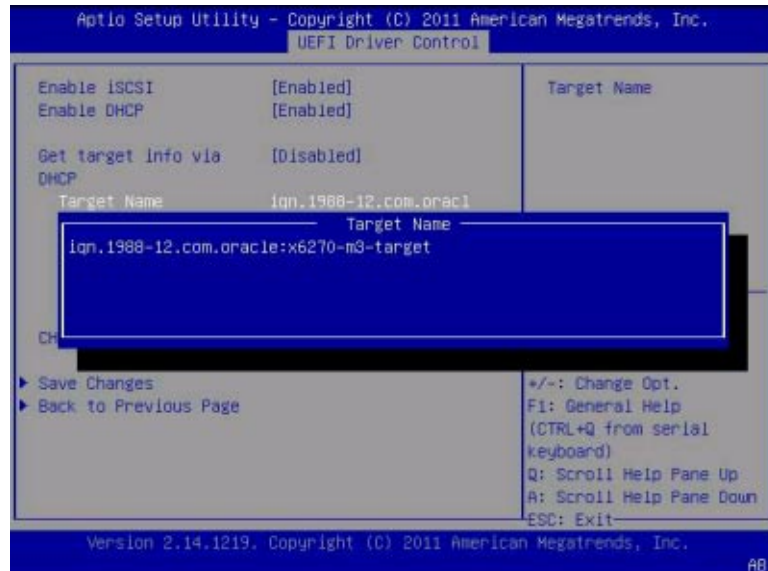 Aptio Setup Utility - Copyright (C) 2011 American Megatrends, Inc.
UEFI Driver Control
Enable iSCSI [Enabled]
Enable DHCP [Enabled]
Get target info via [Disabled]
DHCP
Target Name iqn.1988-12.com.oracl
Target Name
Target Name
iqn.1988-12.com.oracle:x6270-m3-target
CH
Save Changes
Back to Previous Page
+/-: Change Opt.
F1: General Help
(CTRL+Q from serial
keyboard)
Q: Scroll Help Pane Up
A: Scroll Help Pane Down
ESC: Exit
Version 2.14.1219. Copyright (C) 2011 American Megatrends, Inc.
AB